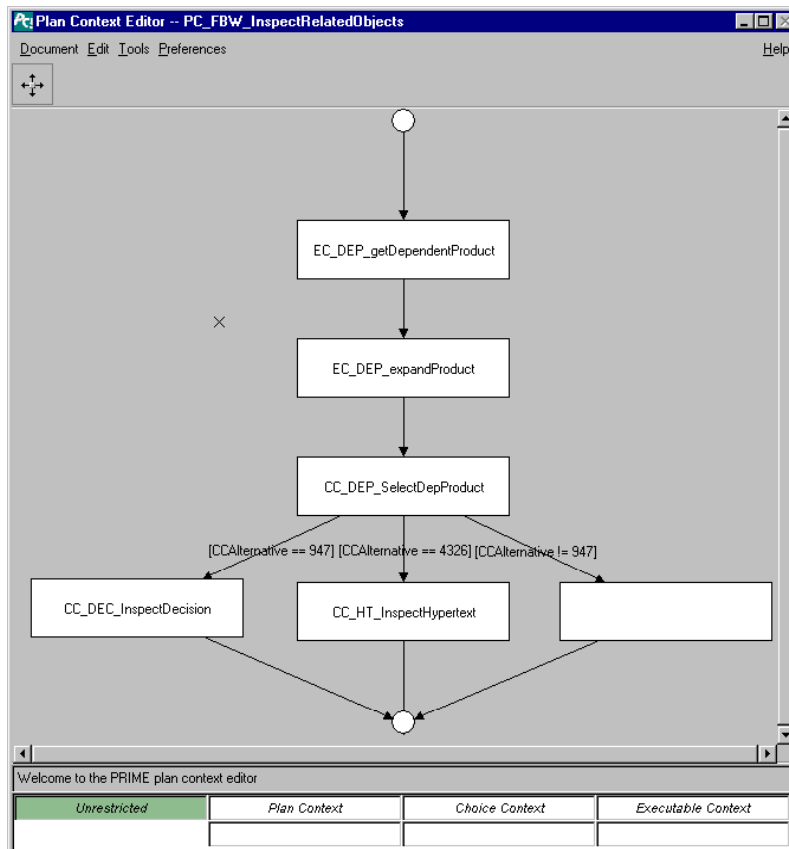 Plan Context Editor -- PC_FBW_InspectRelatedObjects
Document Edit Tools Preferences Help
EC_DEP_getDependentProduct
EC_DEP_expandProduct
CC_DEP_SelectDepProduct
[CCAlternative == 947] [CCAlternative == 4326] [CCAlternative != 947]
CC_DEC_InspectDecision CC_HT_InspectHypertext
Welcome to the PRIME plan context editor
Unrestricted Plan Context Choice Context Executable Context